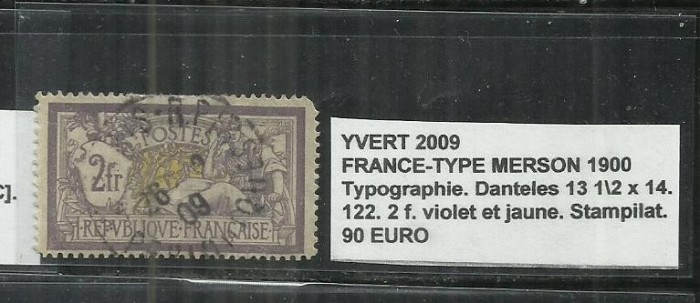 C].
POSTES
2fr
REPUBLIQUE·FRANÇAISE
09
YVERT 2009
FRANCE-TYPE MERSON 1900
Typographie. Danteles 13 1\2 x 14.
122. 2 f. violet et jaune. Stampilat.
90 EURO